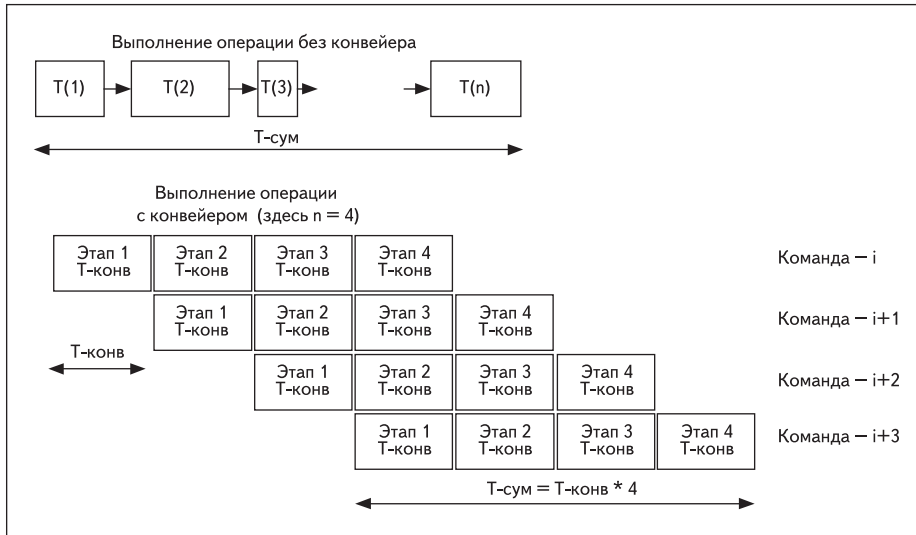 Выполнение операции без конвейера
T(1) T(2) T(3) T(n)
Т-сум
Выполнение операции
с конвейером (здесь n = 4)
Этап 1 Этап 2 Этап 3 Этап 4 Команда – i
Т-конв Т-конв Т-конв Т-конв
Этап 1 Этап 2 Этап 3 Этап 4 Команда – i+1
Т-конв Т-конв Т-конв Т-конв
Т-конв
Этап 1 Этап 2 Этап 3 Этап 4 Команда – i+2
Т-конв Т-конв Т-конв Т-конв
Этап 1 Этап 2 Этап 3 Этап 4 Команда – i+3
Т-конв Т-конв Т-конв Т-конв
Т-сум = Т-конв * 4